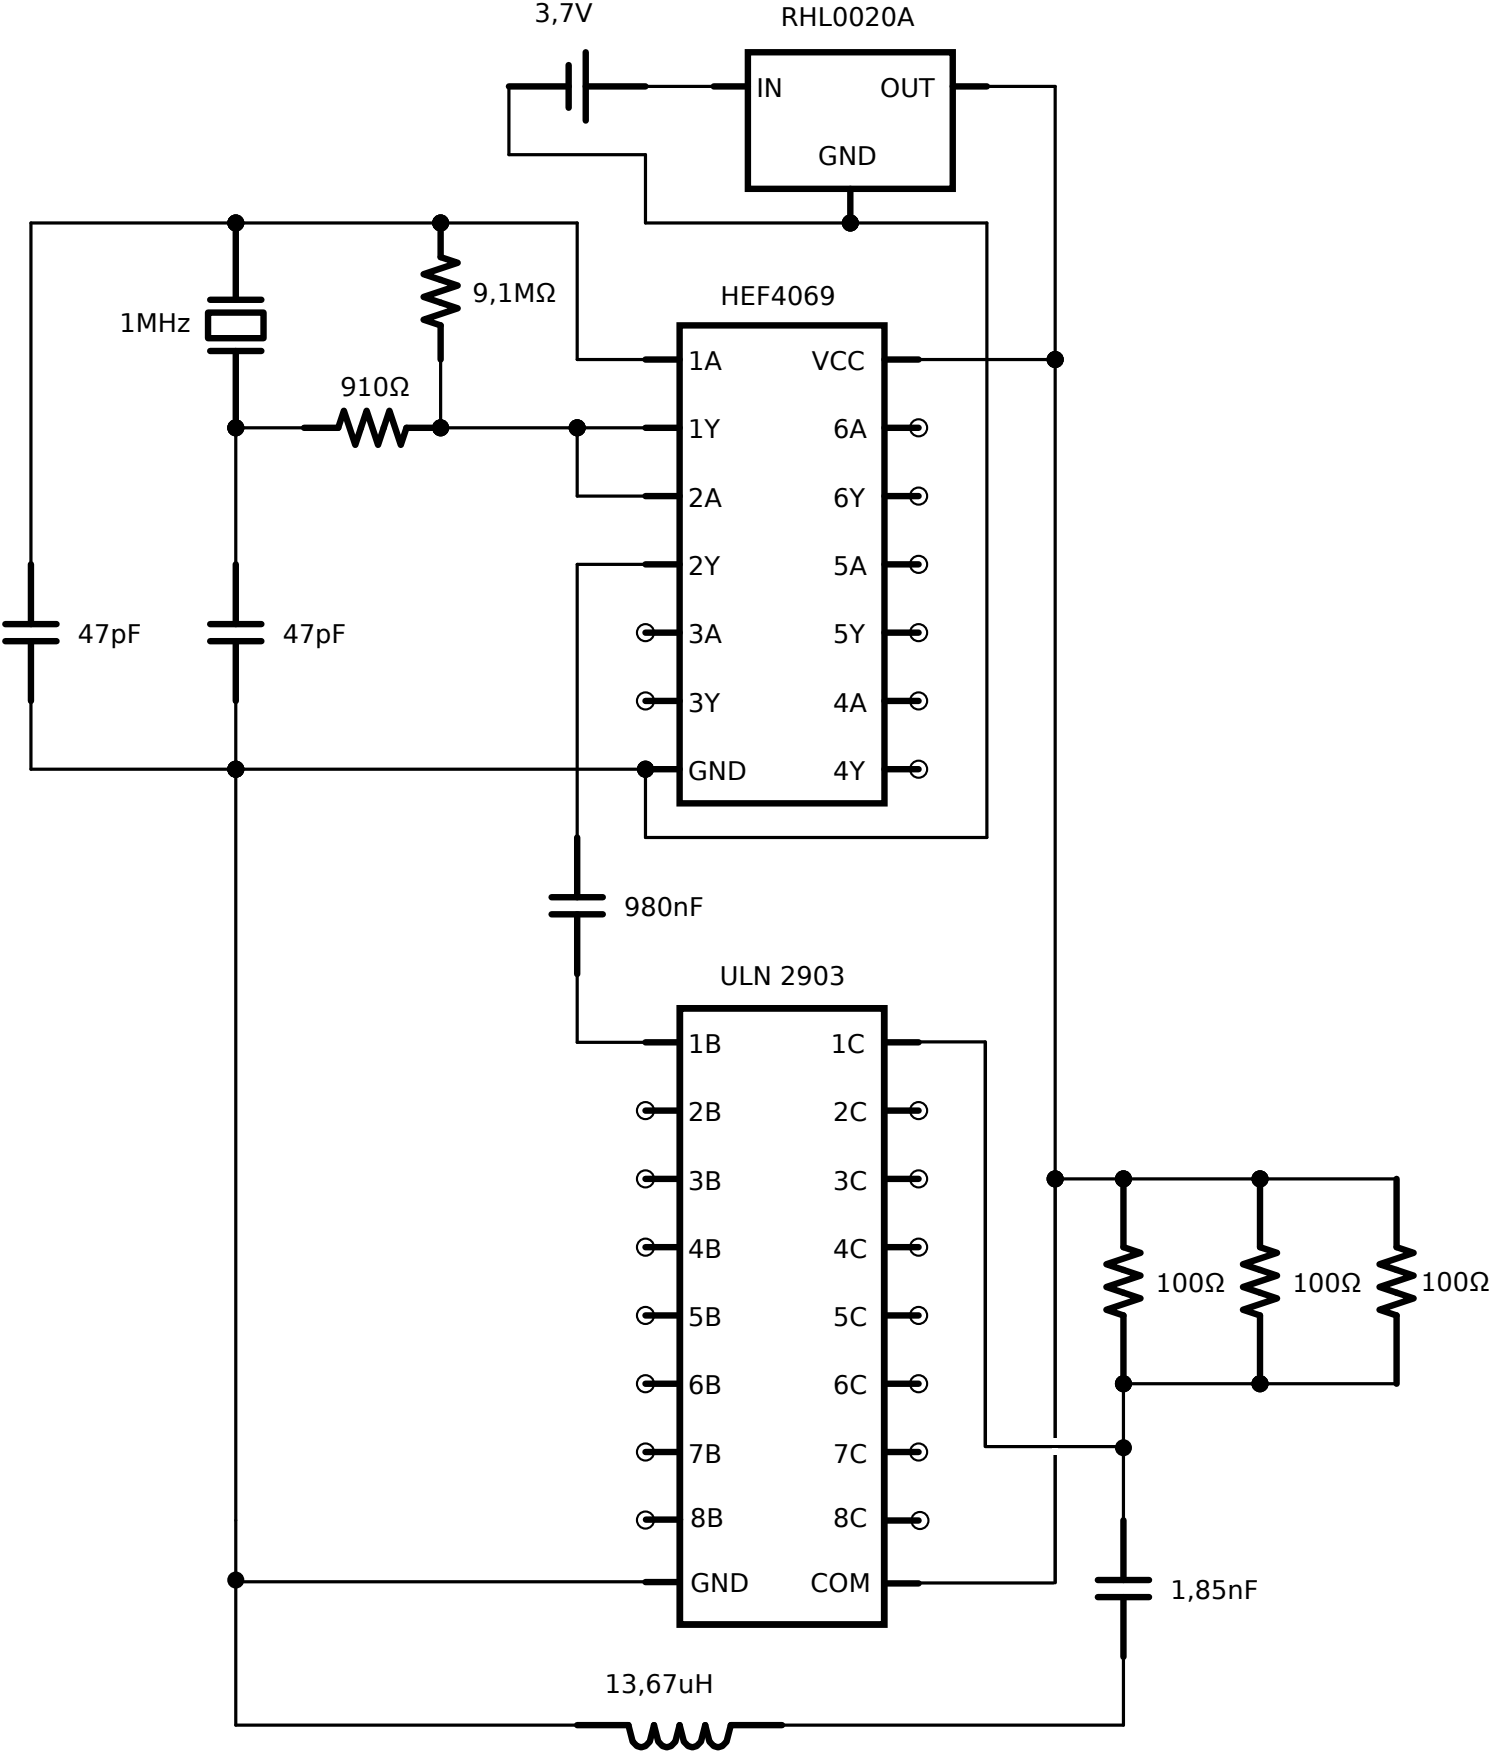 3,7V
RHL0020A
IN
OUT
GND
1MHz
9,1MΩ
910Ω
47pF
47pF
HEF4069
1A
VCC
1Y
6A
2A
6Y
2Y
5A
3A
5Y
3Y
4A
GND
4Y
980nF
ULN 2903
1B
1C
2B
2C
3B
3C
4B
4C
5B
5C
6B
6C
7B
7C
8B
8C
GND
COM
100Ω
100Ω
100Ω
1,85nF
13,67uH